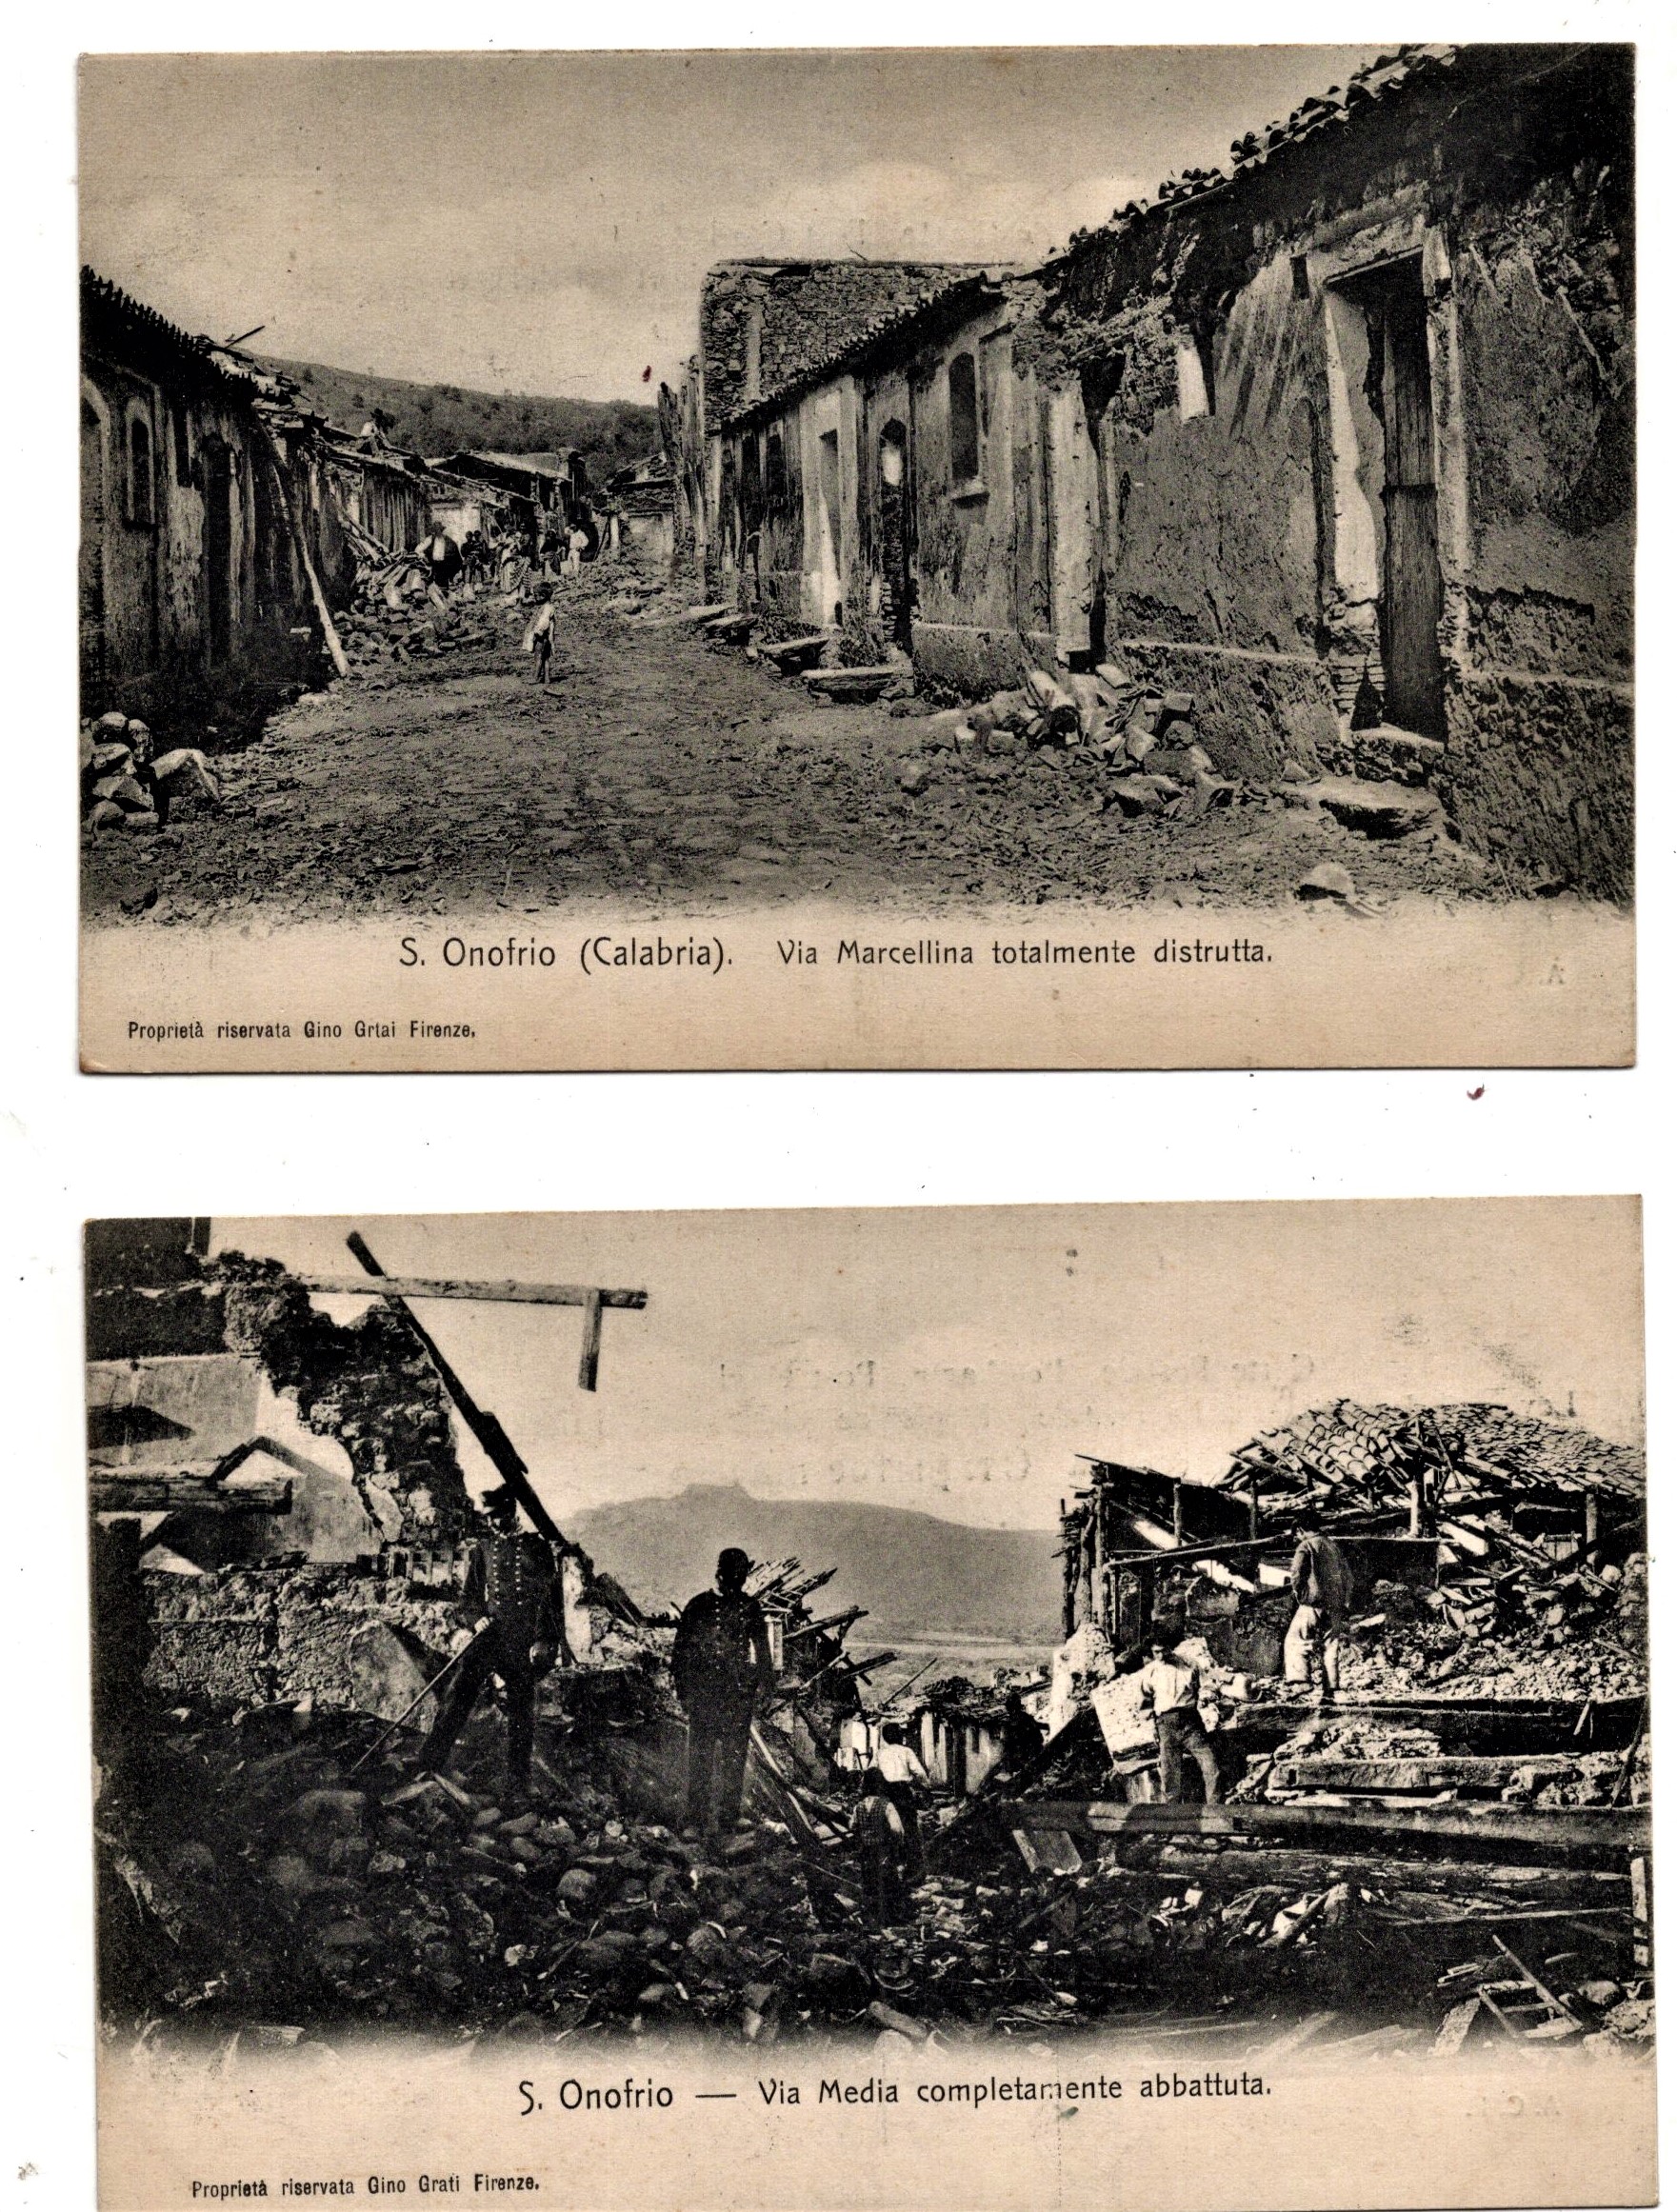 S. Onofrio (Calabria). Via Marcellina totalmente distrutta.
Proprietà riservata Gino Grtai Firenze.
S. Onofrio — Via Media completamente abbattuta.
Proprietà riservata Gino Grati Firenze.